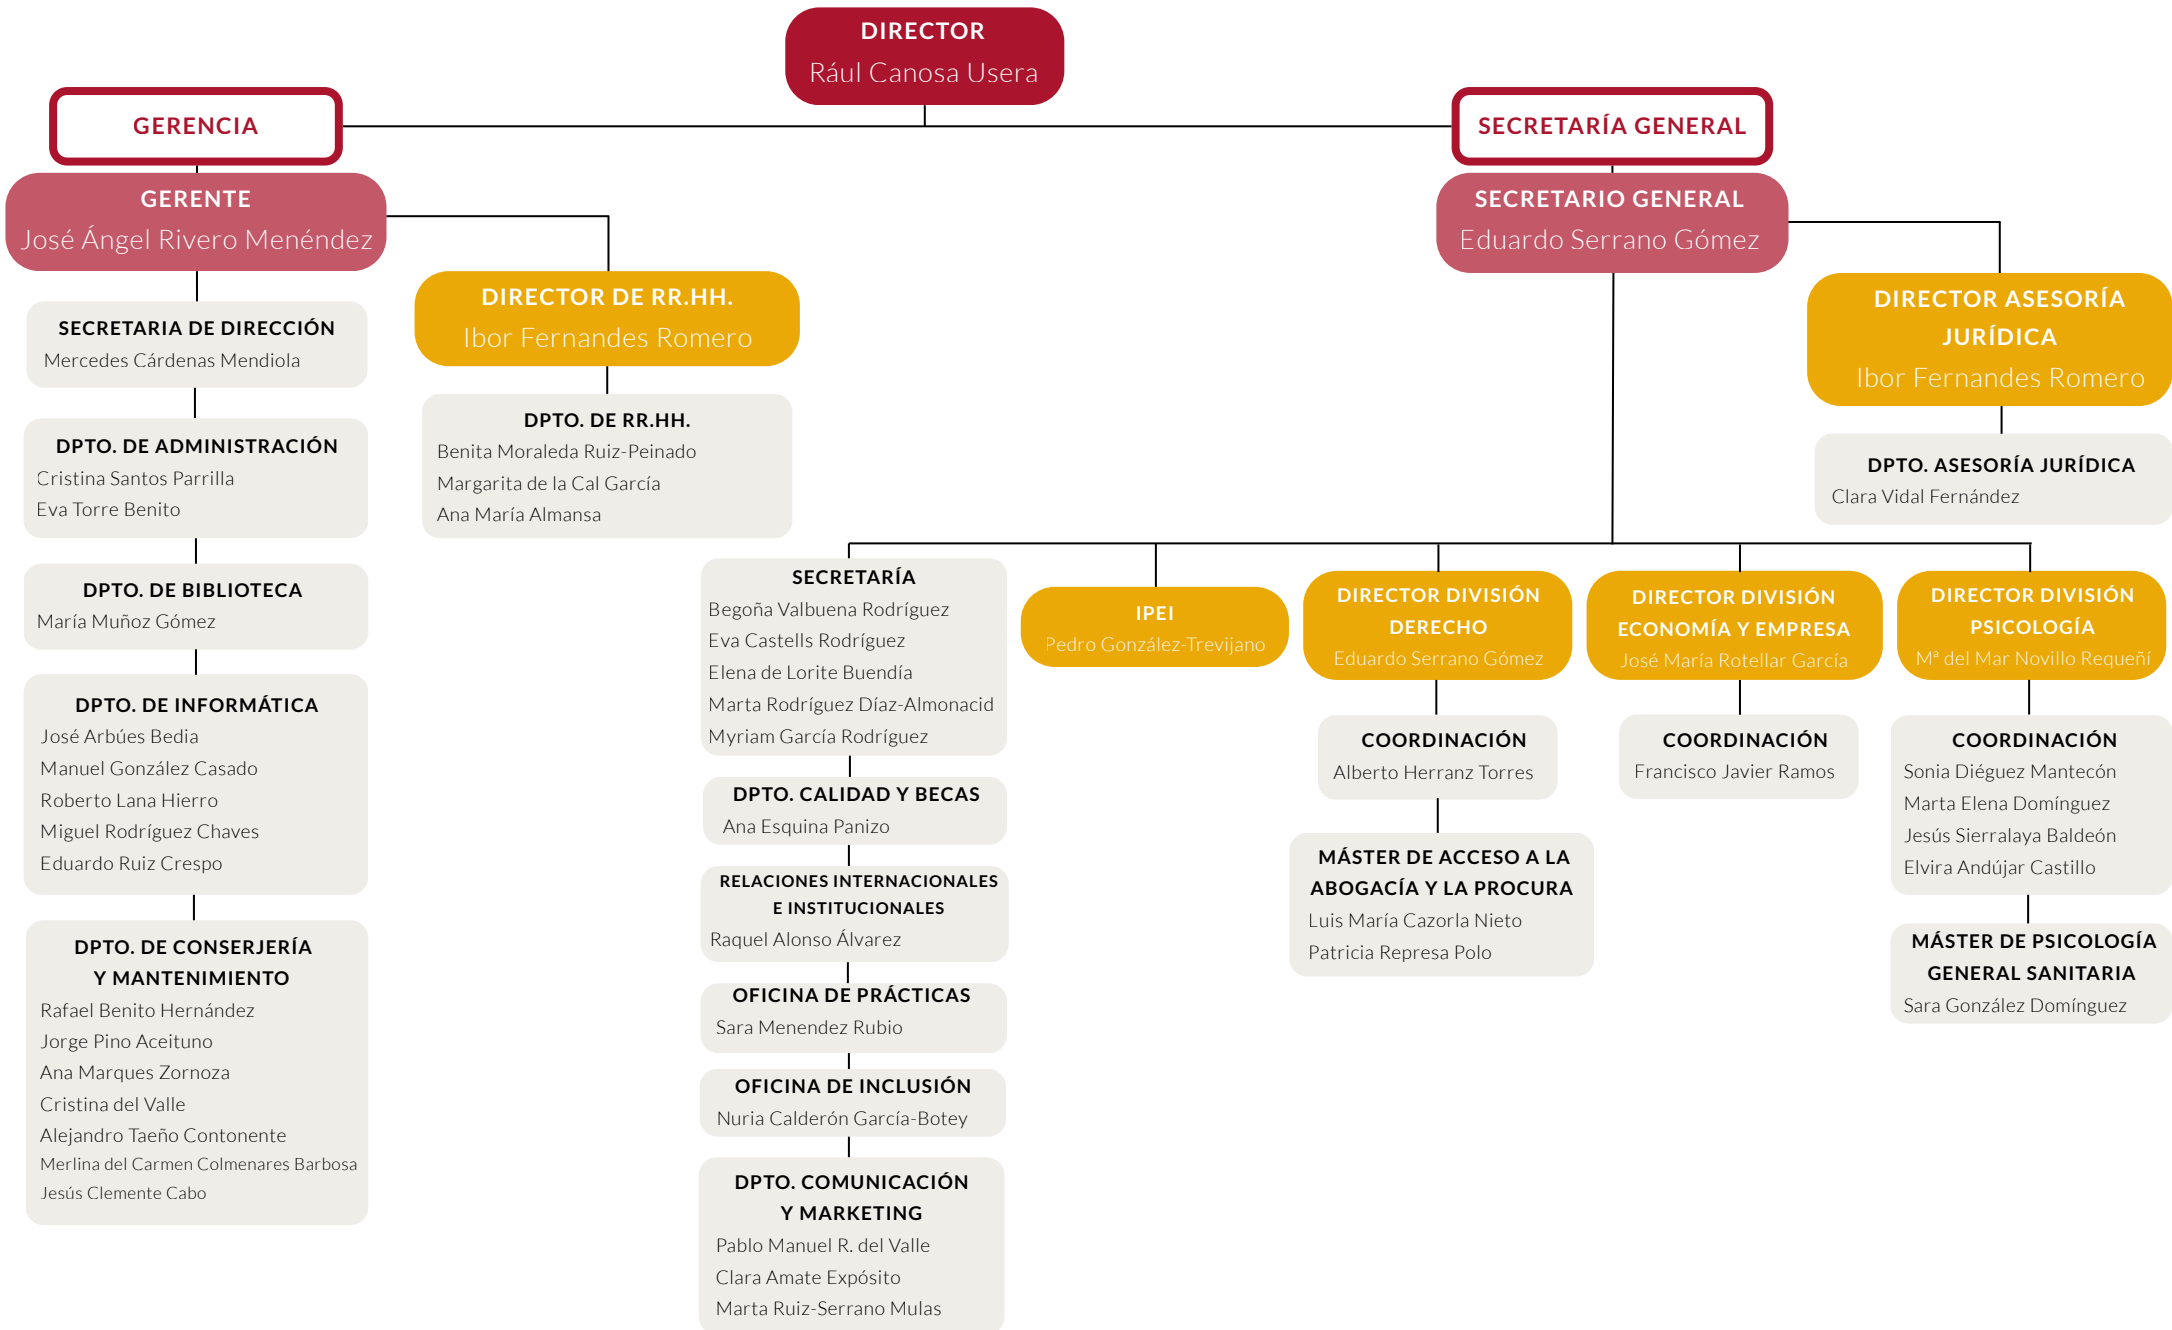 DIRECTOR
Rául Canosa Usera
GERENCIA
SECRETARÍA GENERAL
GERENTE
José Ángel Rivero Menéndez
SECRETARIO GENERAL
Eduardo Serrano Gómez
DIRECTOR DE RR.HH.
Ibor Fernandes Romero
DIRECTOR ASESORÍA
JURÍDICA
Ibor Fernandes Romero
SECRETARIA DE DIRECCIÓN
Mercedes Cárdenas Mendiola
DPTO. DE ADMINISTRACIÓN
Cristina Santos Parrilla
Eva Torre Benito
DPTO. DE BIBLIOTECA
María Muñoz Gómez
DPTO. DE INFORMÁTICA
José Arbúes Bedia
Manuel González Casado
Roberto Lana Hierro
Miguel Rodríguez Chaves
Eduardo Ruiz Crespo
DPTO. DE CONSERJERÍA
Y MANTENIMIENTO
Rafael Benito Hernández
Jorge Pino Aceituno
Ana Marques Zornoza
Cristina del Valle
Alejandro Taeño Contonente
Merlina del Carmen Colmenares Barbosa
Jesús Clemente Cabo
DPTO. DE RR.HH.
Benita Moraleda Ruiz-Peinado
Margarita de la Cal García
Ana María Almansa
DPTO. ASESORÍA JURÍDICA
Clara Vidal Fernández
SECRETARÍA
Begoña Valbuena Rodríguez
Eva Castells Rodríguez
Elena de Lorite Buendía
Marta Rodríguez Díaz-Almonacid
Myriam García Rodríguez
DPTO. CALIDAD Y BECAS
Ana Esquina Panizo
RELACIONES INTERNACIONALES
E INSTITUCIONALES
Raquel Alonso Álvarez
OFICINA DE PRÁCTICAS
Sara Menendez Rubio
OFICINA DE INCLUSIÓN
Nuria Calderón García-Botey
DPTO. COMUNICACIÓN
Y MARKETING
Pablo Manuel R. del Valle
Clara Amate Expósito
Marta Ruiz-Serrano Mulas
IPEI
Pedro González-Trevijano
DIRECTOR DIVISIÓN
DERECHO
Eduardo Serrano Gómez
COORDINACIÓN
Alberto Herranz Torres
MÁSTER DE ACCESO A LA
ABOGACÍA Y LA PROCURA
Luis María Cazorla Nieto
Patricia Represa Polo
DIRECTOR DIVISIÓN
ECONOMÍA Y EMPRESA
José María Rotellar García
COORDINACIÓN
Francisco Javier Ramos
DIRECTOR DIVISIÓN
PSICOLOGÍA
Mª del Mar Novillo Requeñí
COORDINACIÓN
Sonia Diéguez Mantecón
Marta Elena Domínguez
Jesús Sierralaya Baldeón
Elvira Andújar Castillo
MÁSTER DE PSICOLOGÍA
GENERAL SANITARIA
Sara González Domínguez